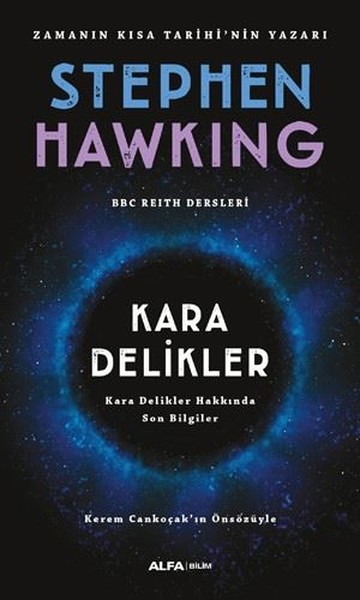 ZAMANIN KISA TARİHİ'NİN YAZARI
STEPHEN
HAWKING
BBC REITH DERSLERİ
KARA
DELİKLER
Kara Delikler Hakkında
Son Bilgiler
Kerem Cankoçak'ın Önsözüyle
ALFA | BİLİM